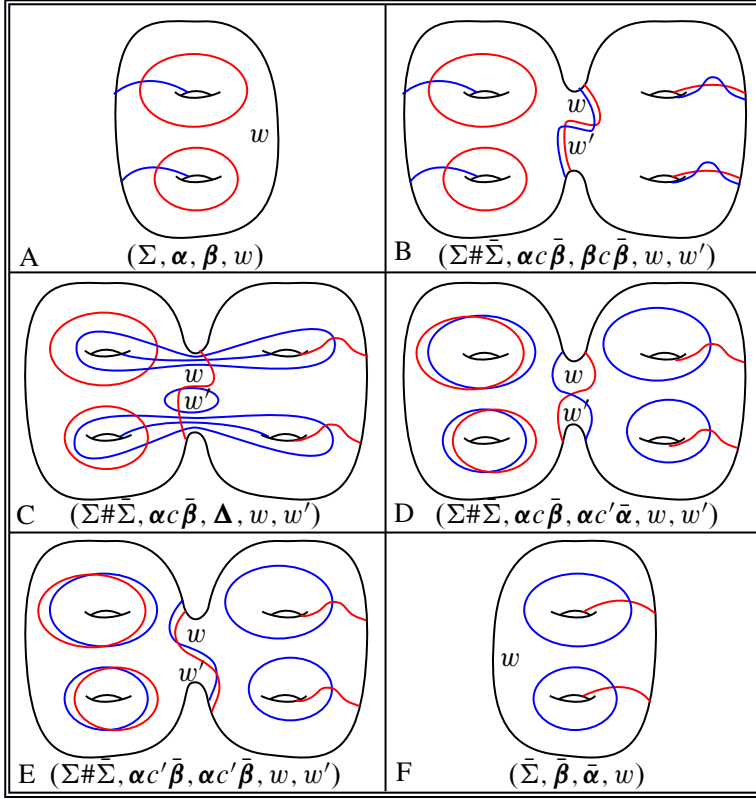 w
A
(Σ, α, β, w)
w
w′
B
(Σ#Σ̄, αcβ̄, βcβ̄, w, w′)
w
w′
C
(Σ#Σ̄, αcβ̄, Δ, w, w′)
w
w′
D
(Σ#Σ̄, αcβ̄, αc′ᾱ, w, w′)
w
w′
E
(Σ#Σ̄, αc′β̄, αc′β̄, w, w′)
w
F
(Σ̄, β̄, ᾱ, w)